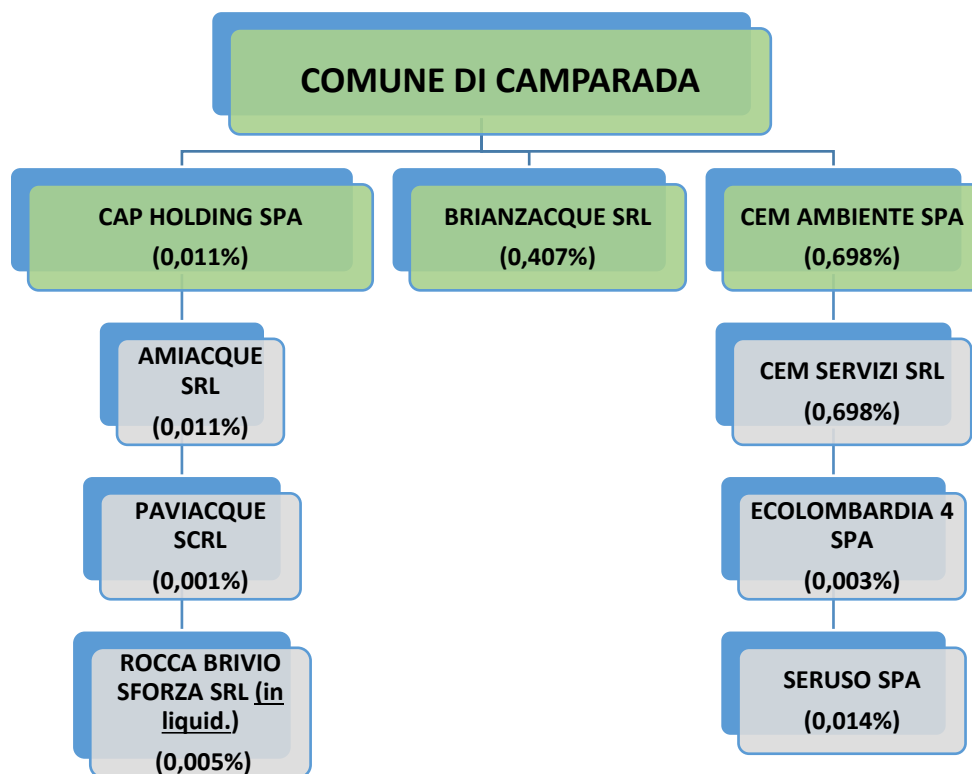 COMUNE DI CAMPARADA
CAP HOLDING SPA
(0,011%)
BRIANZACQUE SRL
(0,407%)
CEM AMBIENTE SPA
(0,698%)
AMIACQUE
SRL
(0,011%)
CEM SERVIZI SRL
(0,698%)
PAVIACQUE
SCRL
(0,001%)
ECOLOMBARDIA 4
SPA
(0,003%)
ROCCA BRIVIO
SFORZA SRL (in
liquid.)
(0,005%)
SERUSO SPA
(0,014%)